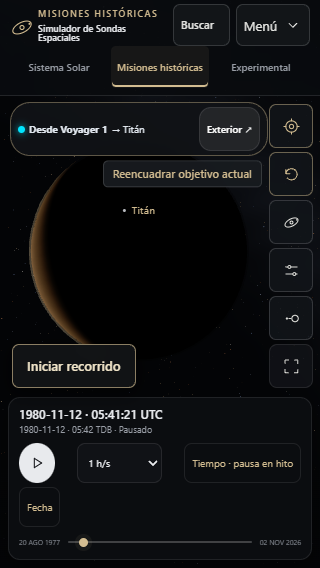 MISIONES HISTÓRICAS
Simulador de Sondas
Espaciales
Buscar
Menú
Sistema Solar
Misiones históricas
Experimental
Desde Voyager 1 → Titán
Exterior ↗
Reencuadrar objetivo actual
Titán
Iniciar recorrido
1980-11-12 · 05:41:21 UTC
1980-11-12 · 05:42 TDB · Pausado
1 h/s
Tiempo · pausa en hito
Fecha
20 AGO 1977
02 NOV 2026